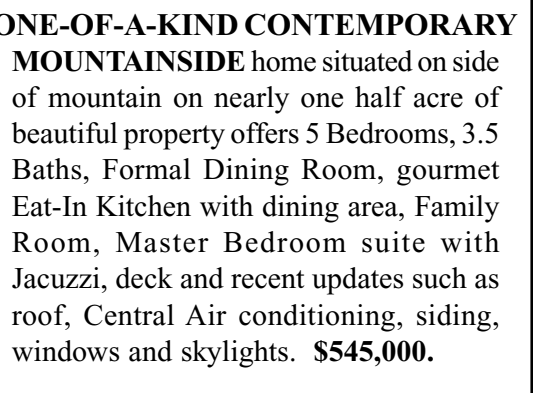 ONE-OF-A-KIND CONTEMPORARY
MOUNTAINSIDE home situated on side
of mountain on nearly one half acre of
beautiful property offers 5 Bedrooms, 3.5
Baths, Formal Dining Room, gourmet
Eat-In Kitchen with dining area, Family
Room, Master Bedroom suite with
Jacuzzi, deck and recent updates such as
roof, Central Air conditioning, siding,
windows and skylights. $545,000.